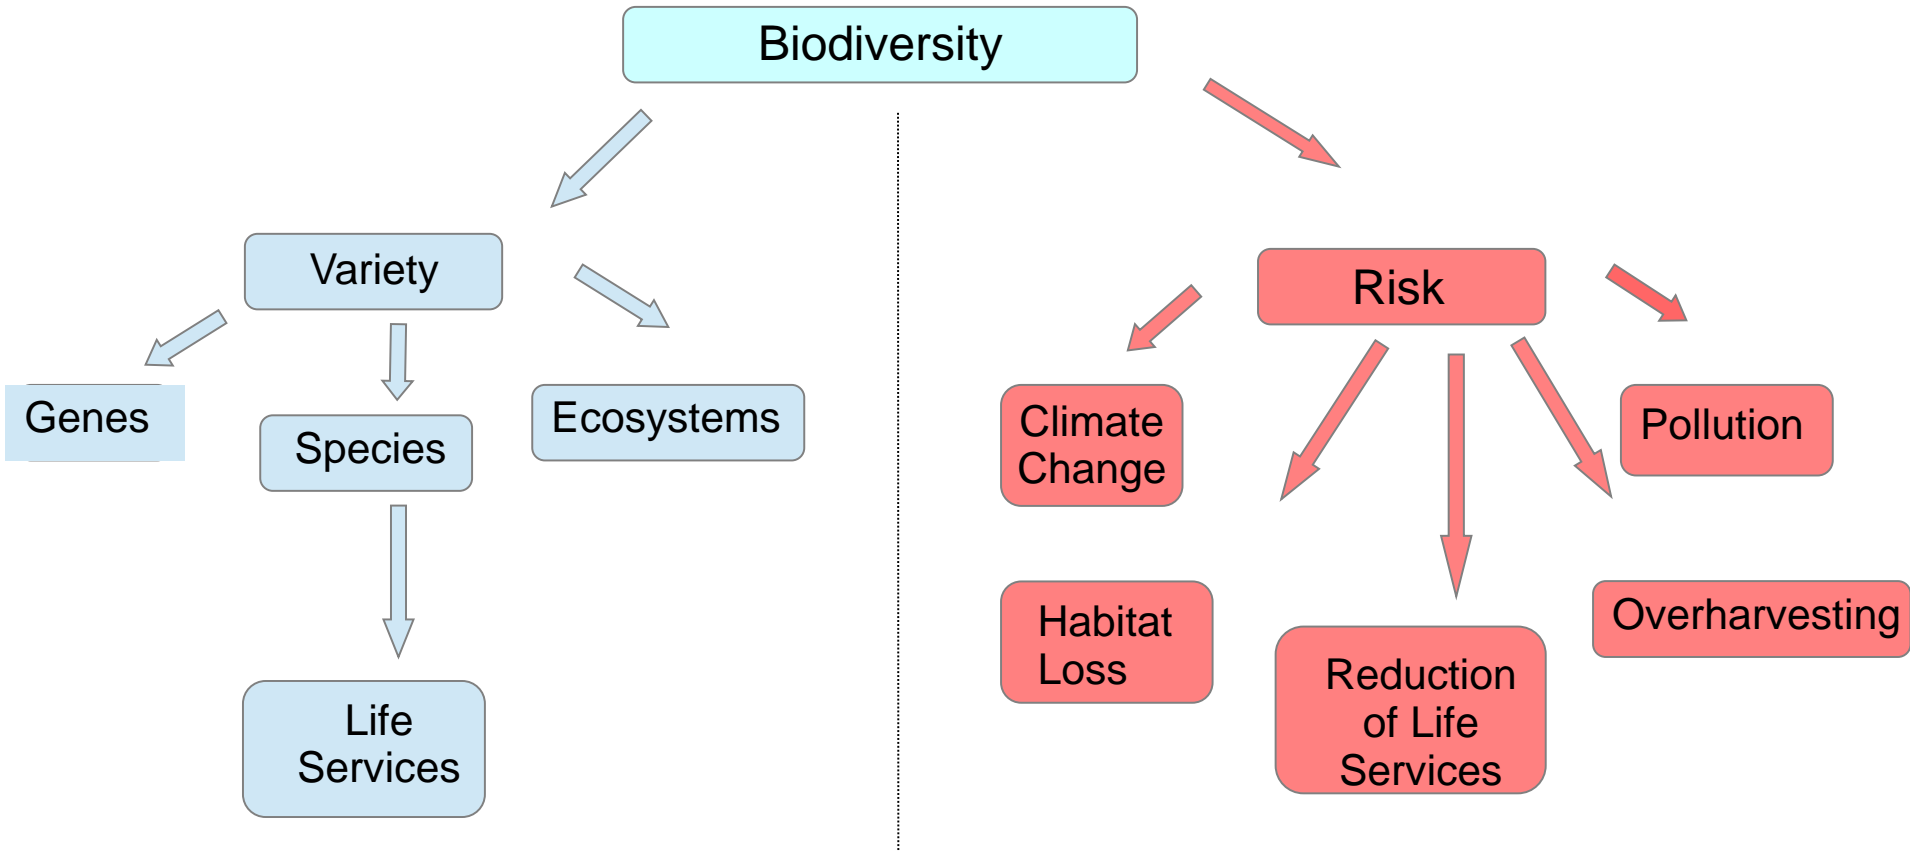 Biodiversity
Variety
Genes
Species
Ecosystems
Life
Services
Risk
Climate
Change
Pollution
Habitat
Loss
Reduction
of Life
Services
Overharvesting